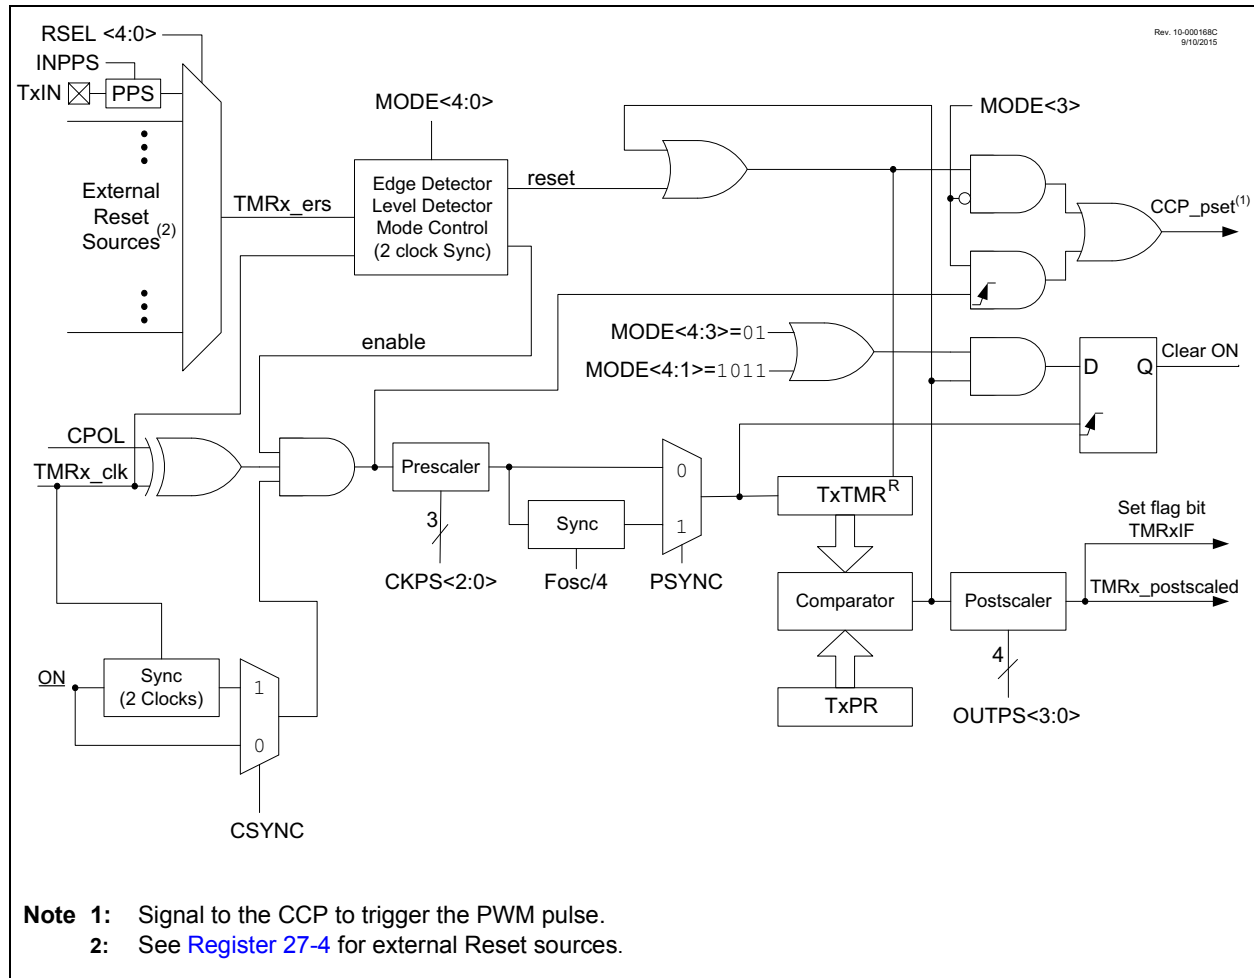 Rev. 10-000168C
9/10/2015
RSEL <4:0>
INPPS
TxIN
PPS
MODE<4:0>
MODE<3>
External
Reset
Sources(2)
TMRx_ers
Edge Detector
Level Detector
Mode Control
(2 clock Sync)
reset
CCP_pset(1)
enable
MODE<4:3>=01
MODE<4:1>=1011
D
Q
Clear ON
CPOL
TMRx_clk
Prescaler
0
1
TxTMR R
3
Sync
CKPS<2:0>
Fosc/4
PSYNC
Set flag bit
TMRxIF
Comparator
Postscaler
TMRx_postscaled
ON
Sync
(2 Clocks)
1
0
4
TxPR
OUTPS<3:0>
CSYNC
Note 1: Signal to the CCP to trigger the PWM pulse.
2: See Register 27-4 for external Reset sources.